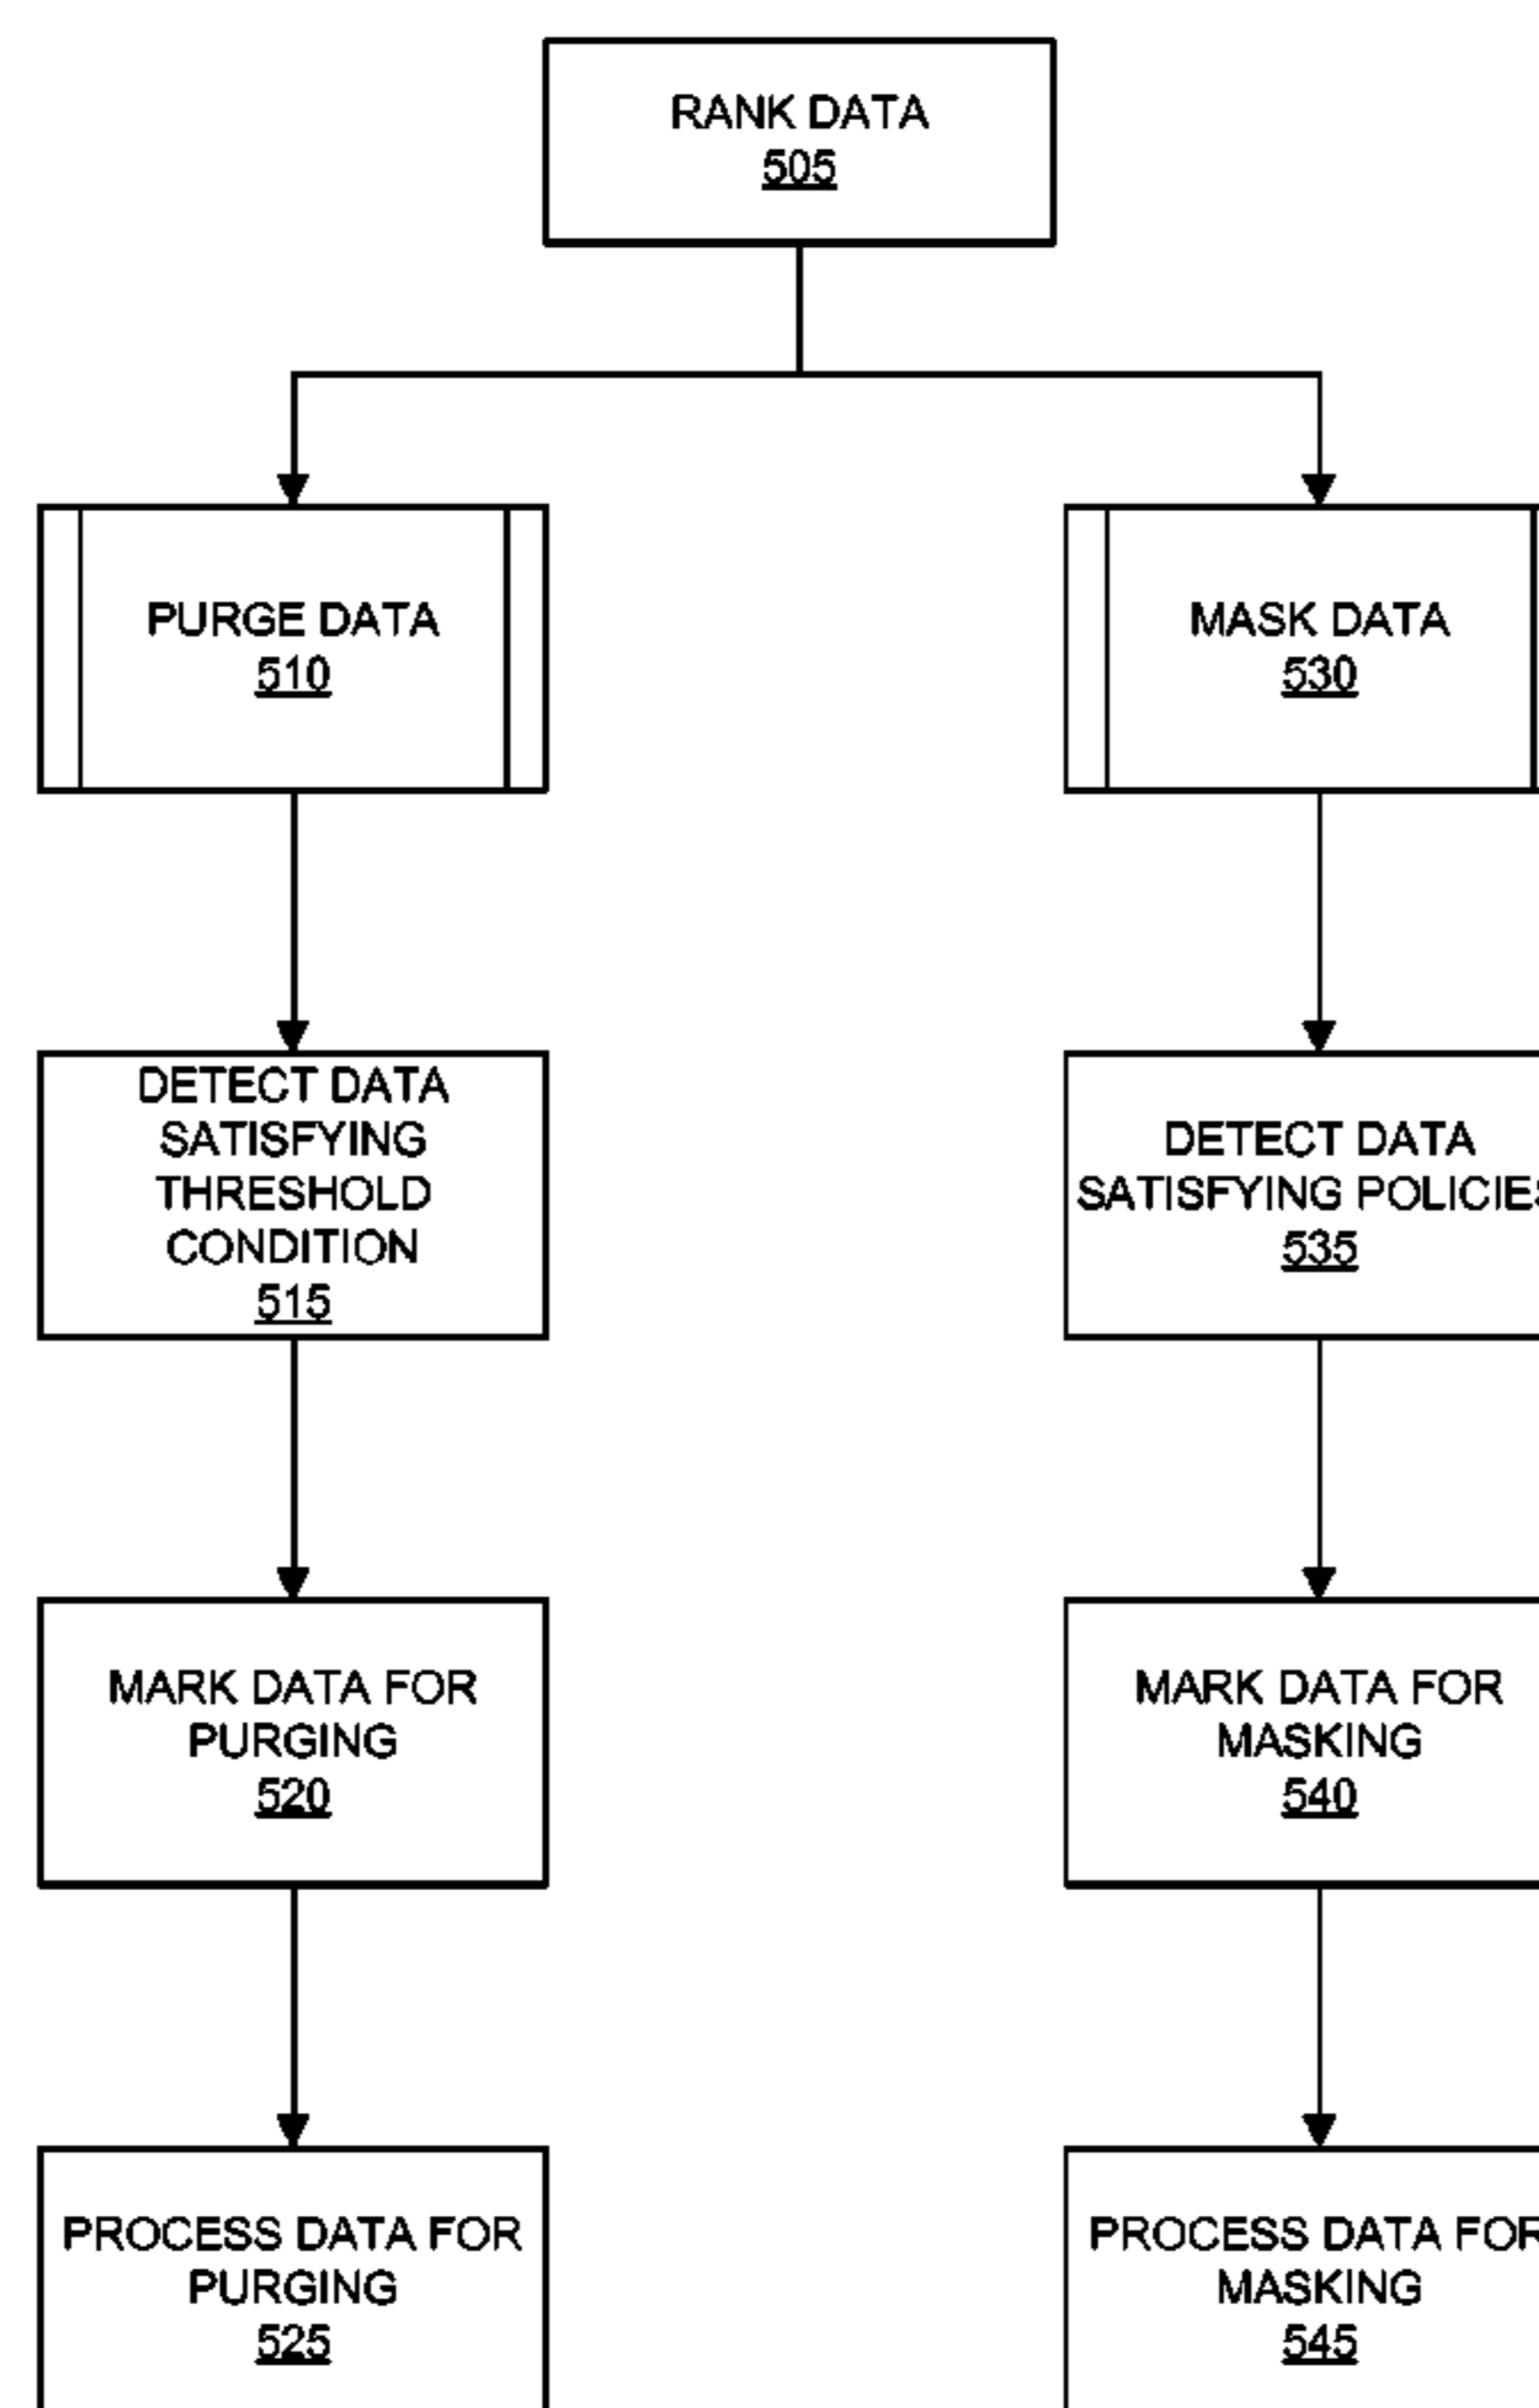 RANK DATA
505
PURGE DATA
510
MASK DATA
530
DETECT DATA
SATISFYING
THRESHOLD
CONDITION
515
DETECT DATA
SATISFYING POLICIES
535
MARK DATA FOR
PURGING
520
MARK DATA FOR
MASKING
540
PROCESS DATA FOR
PURGING
525
PROCESS DATA FOR
MASKING
545